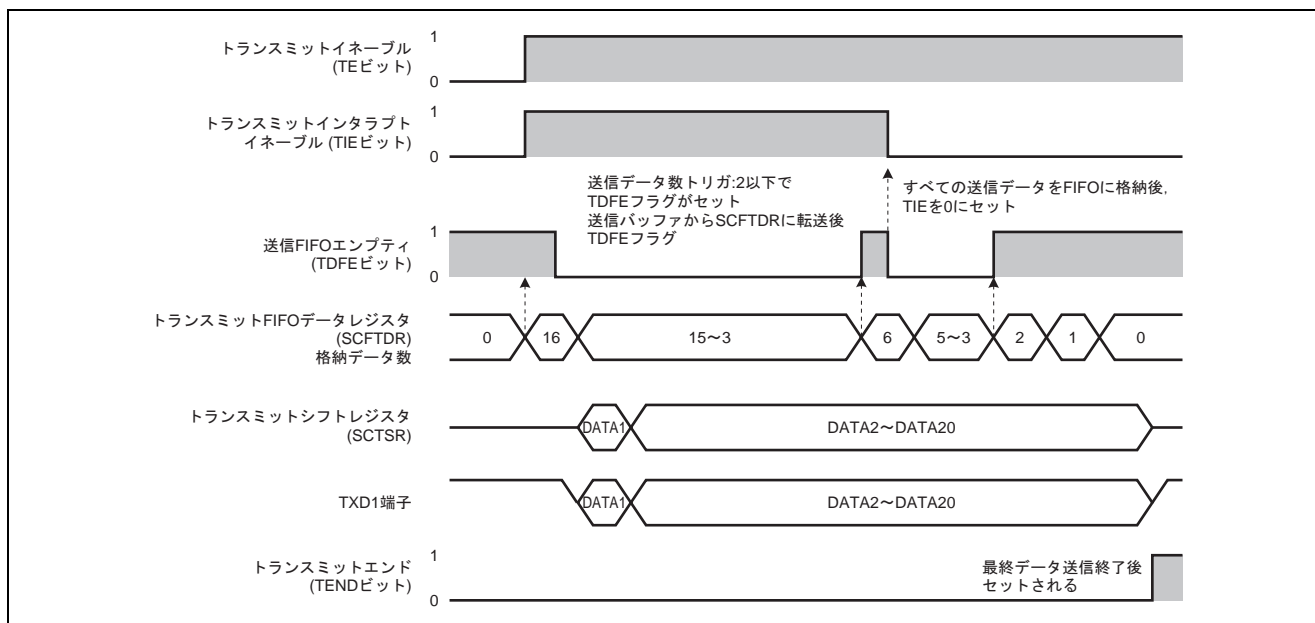 トランスミットイネーブル
(TEビット)
1
0
トランスミットインタラプト
イネーブル (TIEビット)
1
0
送信データ数トリガ:2以下で
TDFEフラグがセット
送信バッファからSCFTDRに転送後
TDFEフラグ
すべての送信データをFIFOに格納後,
TIEを0にセット
送信FIFOエンプティ
(TDFEビット)
1
0
トランスミットFIFOデータレジスタ
(SCFTDR)
格納データ数
0 16 15～3 6 5～3 2 1 0
トランスミットシフトレジスタ
(SCTSR)
DATA1 DATA2～DATA20
TXD1端子
DATA1 DATA2～DATA20
トランスミットエンド
(TENDビット)
1
0
最終データ送信終了後
セットされる